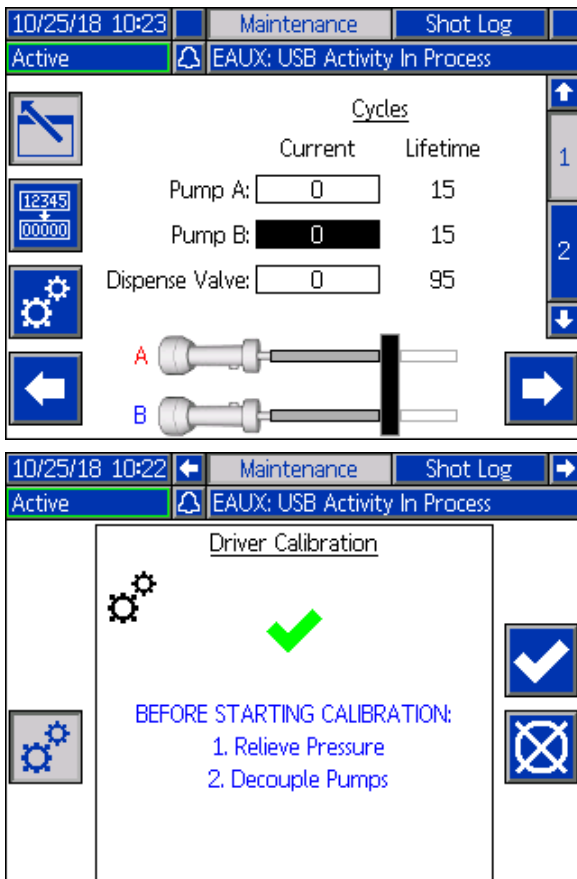 10/25/18 10:23 Maintenance Shot Log
Active EAUX: USB Activity In Process
Cycles
Current Lifetime
1
12345
00000
Pump A: 0 15
Pump B: 0 15
2
Dispense Valve: 0 95
A
B
10/25/18 10:22 Maintenance Shot Log
Active EAUX: USB Activity In Process
Driver Calibration
BEFORE STARTING CALIBRATION:
1. Relieve Pressure
2. Decouple Pumps